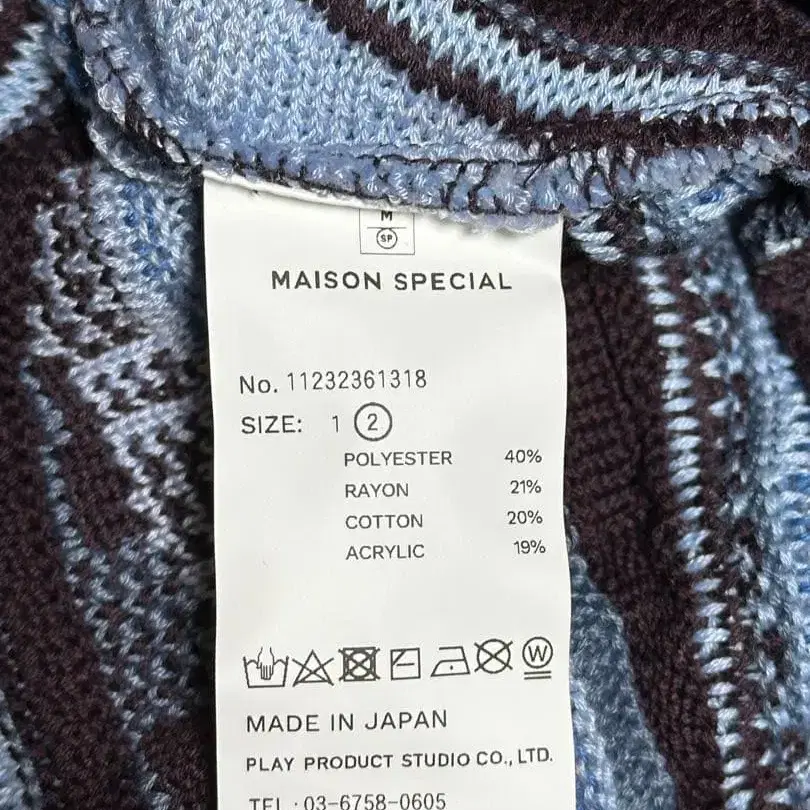 M
SP
MAISON SPECIAL
No. 11232361318
SIZE: 1 2
POLYESTER 40%
RAYON 21%
COTTON 20%
ACRYLIC 19%
W
MADE IN JAPAN
PLAY PRODUCT STUDIO CO., LTD.
TEL : 03-6758-0605